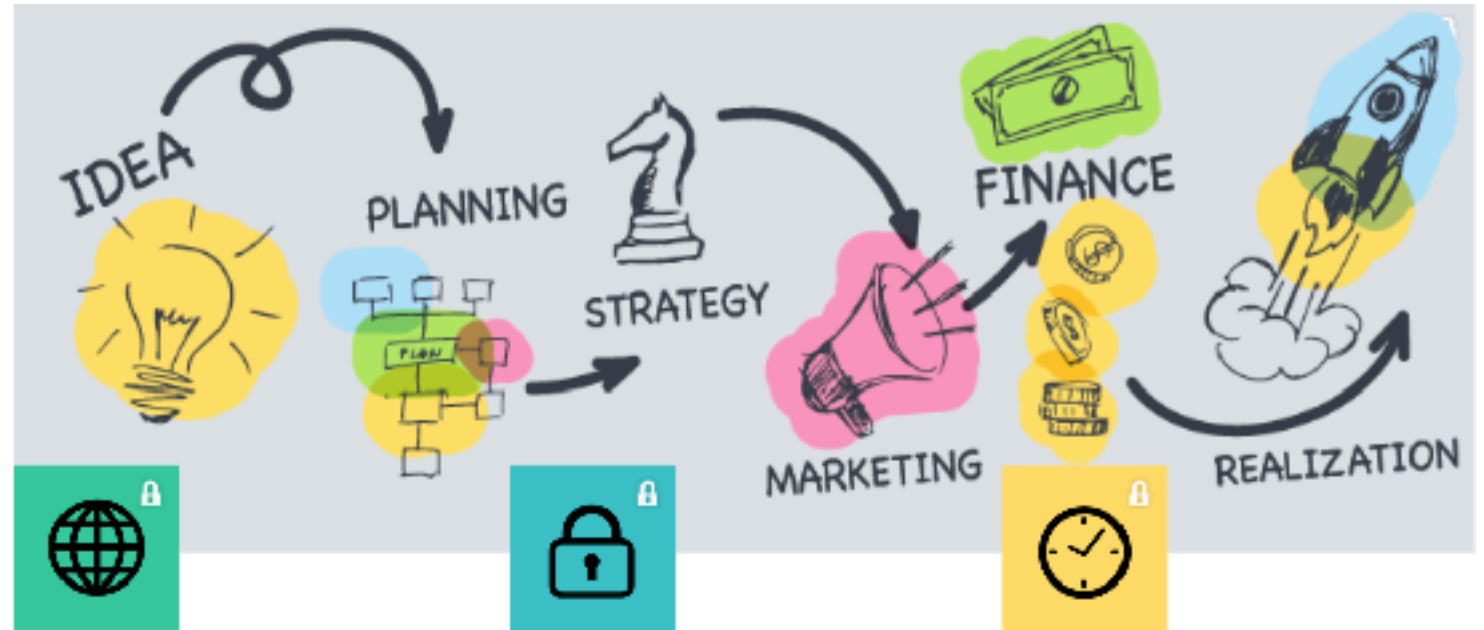 IDEA
PLANNING
PLAN
STRATEGY
MARKETING
FINANCE
REALIZATION